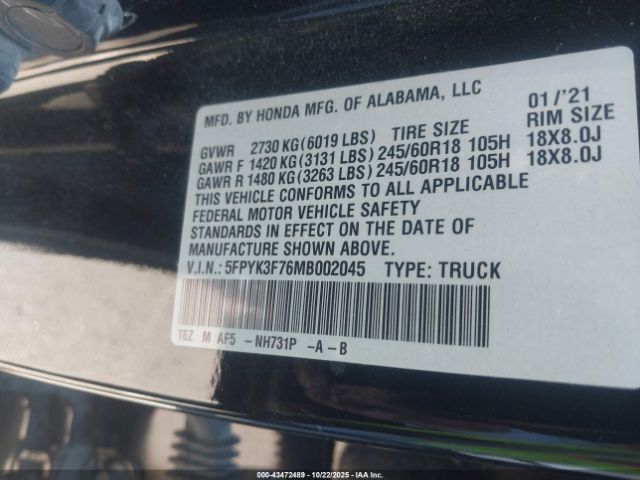 MFD. BY HONDA MFG. OF ALABAMA, LLC 01/'21
GVWR 2730 KG(6019 LBS) TIRE SIZE RIM SIZE
GAWR F 1420 KG(3131 LBS) 245/60R18 105H 18X8.0J
GAWR R 1480 KG(3263 LBS) 245/60R18 105H 18X8.0J
THIS VEHICLE CONFORMS TO ALL APPLICABLE
FEDERAL MOTOR VEHICLE SAFETY
STANDARDS IN EFFECT ON THE DATE OF
MANUFACTURE SHOWN ABOVE.
V.I.N.: 5FPYK3F76MB002045 TYPE: TRUCK
T6Z M AF5 -NH731P -A-B
000-43472489 - 10/22/2025 - IAA Inc.